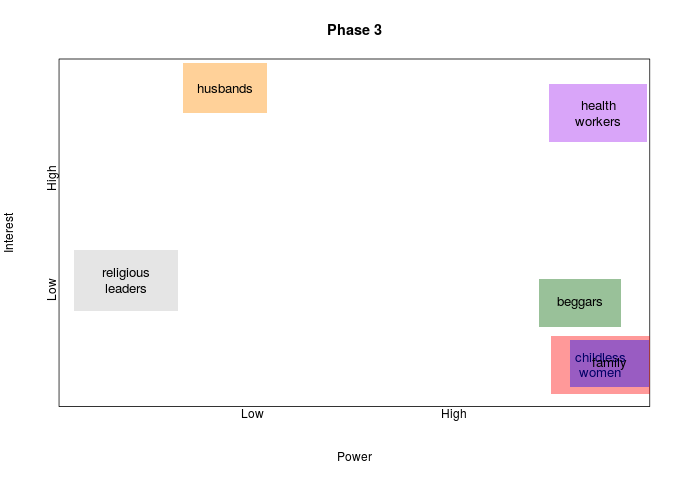 Phase 3
husbands
health
workers
High
Interest
religious
leaders
Low
beggars
childless
women
family
Low
High
Power